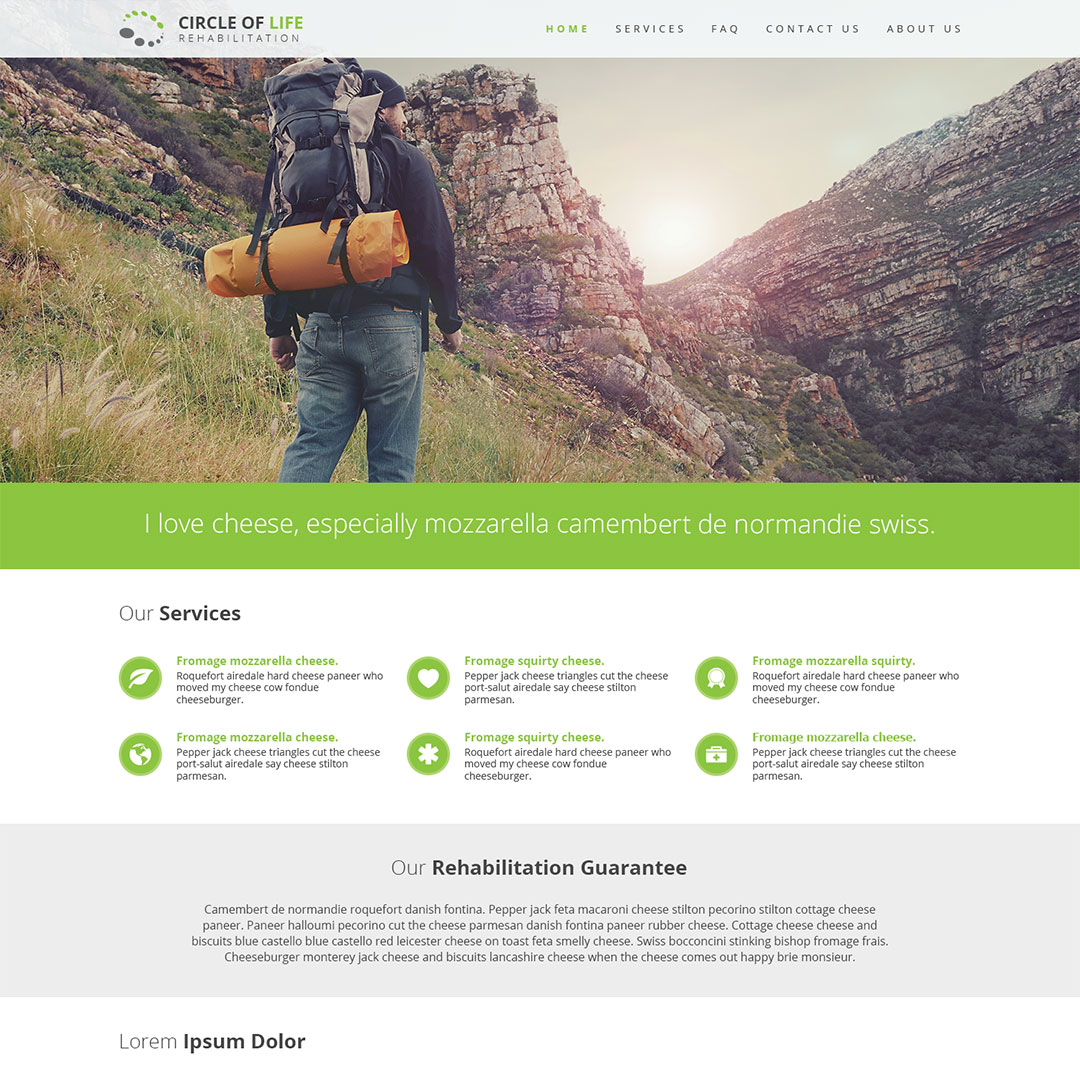 CIRCLE OF LIFE
REHABILITATION
HOME SERVICES FAQ CONTACT US ABOUT US
I love cheese, especially mozzarella camembert de normandie swiss.
Our Services
Fromage mozzarella cheese.
Roquefort airedale hard cheese paneer who
moved my cheese cow fondue
cheeseburger.
Fromage squirty cheese.
Pepper jack cheese triangles cut the cheese
port-salut airedale say cheese stilton
parmesan.
Fromage mozzarella squirty.
Roquefort airedale hard cheese paneer who
moved my cheese cow fondue
cheeseburger.
Fromage mozzarella cheese.
Pepper jack cheese triangles cut the cheese
port-salut airedale say cheese stilton
parmesan.
Fromage squirty cheese.
Roquefort airedale hard cheese paneer who
moved my cheese cow fondue
cheeseburger.
Fromage mozzarella cheese.
Pepper jack cheese triangles cut the cheese
port-salut airedale say cheese stilton
parmesan.
Our Rehabilitation Guarantee
Camembert de normandie roquefort danish fontina. Pepper jack feta macaroni cheese stilton pecorino stilton cottage cheese
paneer. Paneer halloumi pecorino cut the cheese parmesan danish fontina paneer rubber cheese. Cottage cheese cheese and
biscuits blue castello blue castello red leicester cheese on toast feta smelly cheese. Swiss bocconcini stinking bishop fromage frais.
Cheeseburger monterey jack cheese and biscuits lancashire cheese when the cheese comes out happy brie monsieur.
Lorem Ipsum Dolor